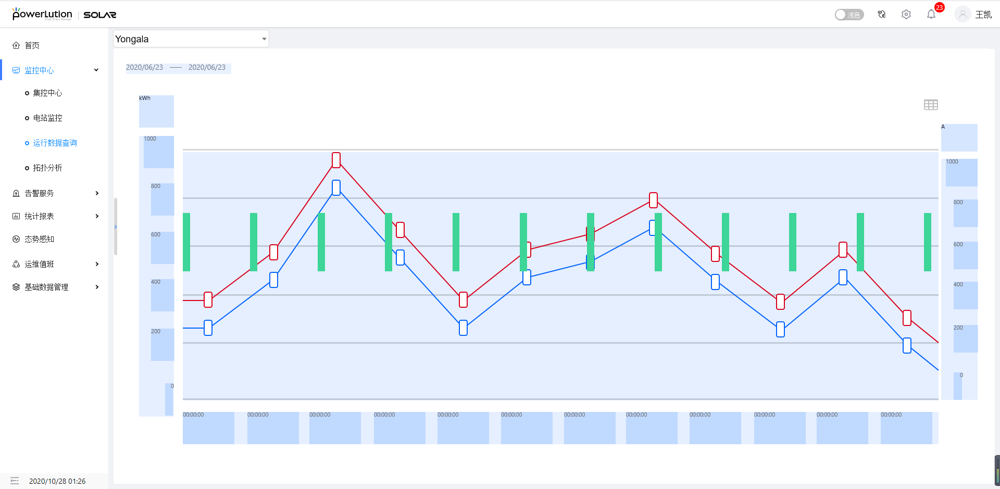 powerLution | SOLAR
浅色
23
王凯
首页
监控中心
集控中心
电站监控
运行数据查询
拓扑分析
告警服务
统计报表
态势感知
运维值班
基础数据管理
2020/10/28 01:26
Yongala
2020/06/23 — 2020/06/23
kWh
1000
800
600
400
200
0
A
1000
800
600
400
200
0
00:00:00 00:00:00 00:00:00 00:00:00 00:00:00 00:00:00 00:00:00 00:00:00 00:00:00 00:00:00 00:00:00 00:00:00